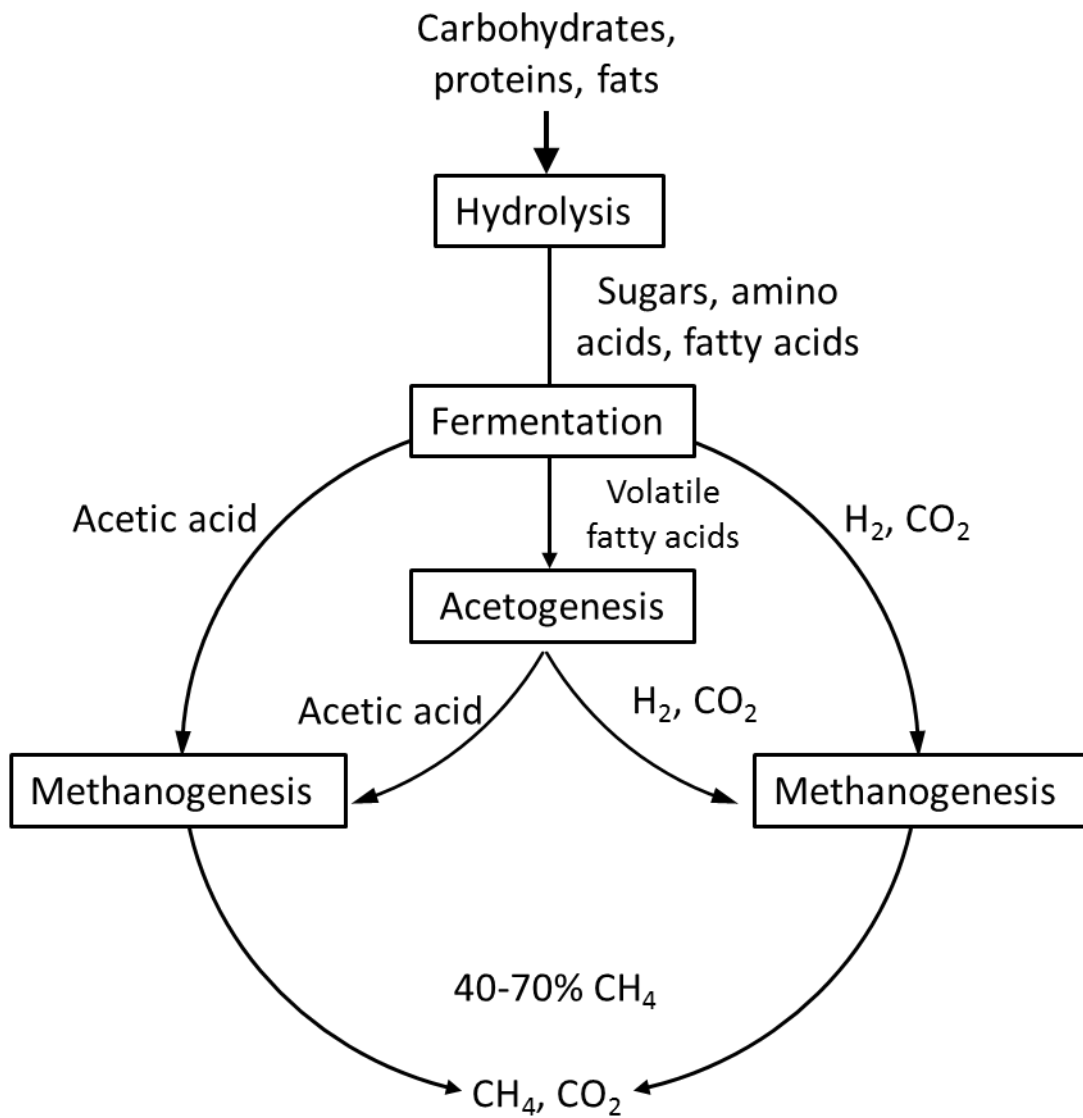 Carbohydrates,
proteins, fats
Hydrolysis
Sugars, amino
acids, fatty acids
Fermentation
Acetic acid
Volatile
fatty acids
H₂, CO₂
Acetogenesis
Acetic acid
H₂, CO₂
Methanogenesis
Methanogenesis
40-70% CH₄
CH₄, CO₂